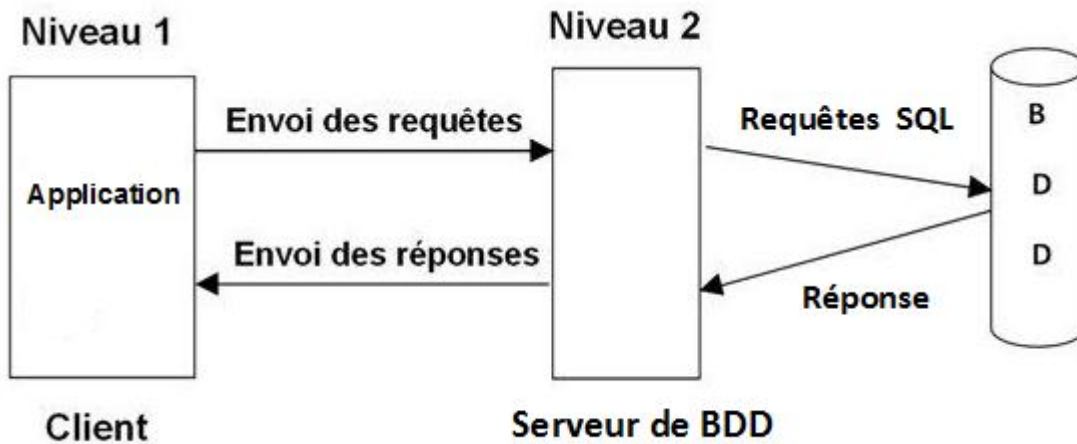 Niveau 1
Niveau 2
Envoi des requêtes
Requêtes SQL
B
D
D
Application
Envoi des réponses
Réponse
Client
Serveur de BDD